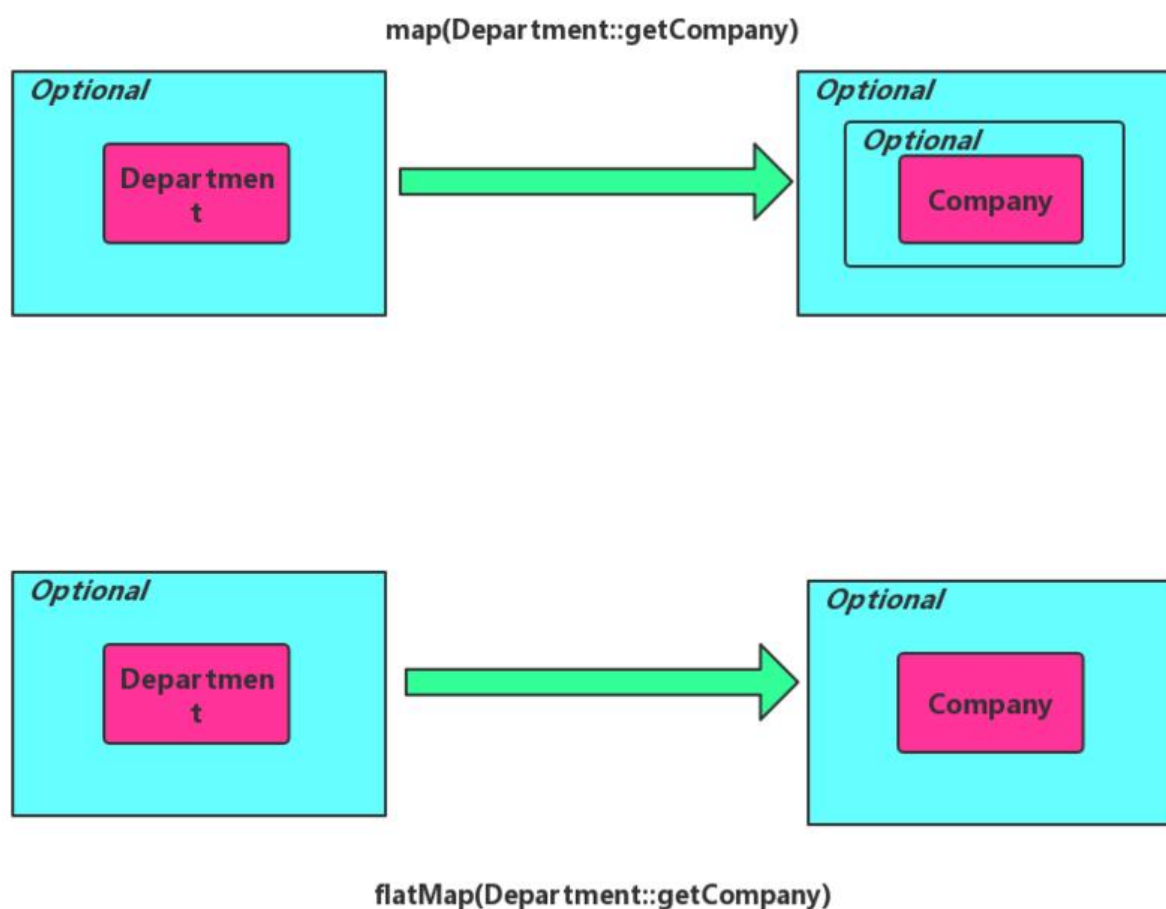 map(Department::getCompany)
Optional
Departmen
t
Optional
Optional
Company
Optional
Departmen
t
Optional
Company
flatMap(Department::getCompany)